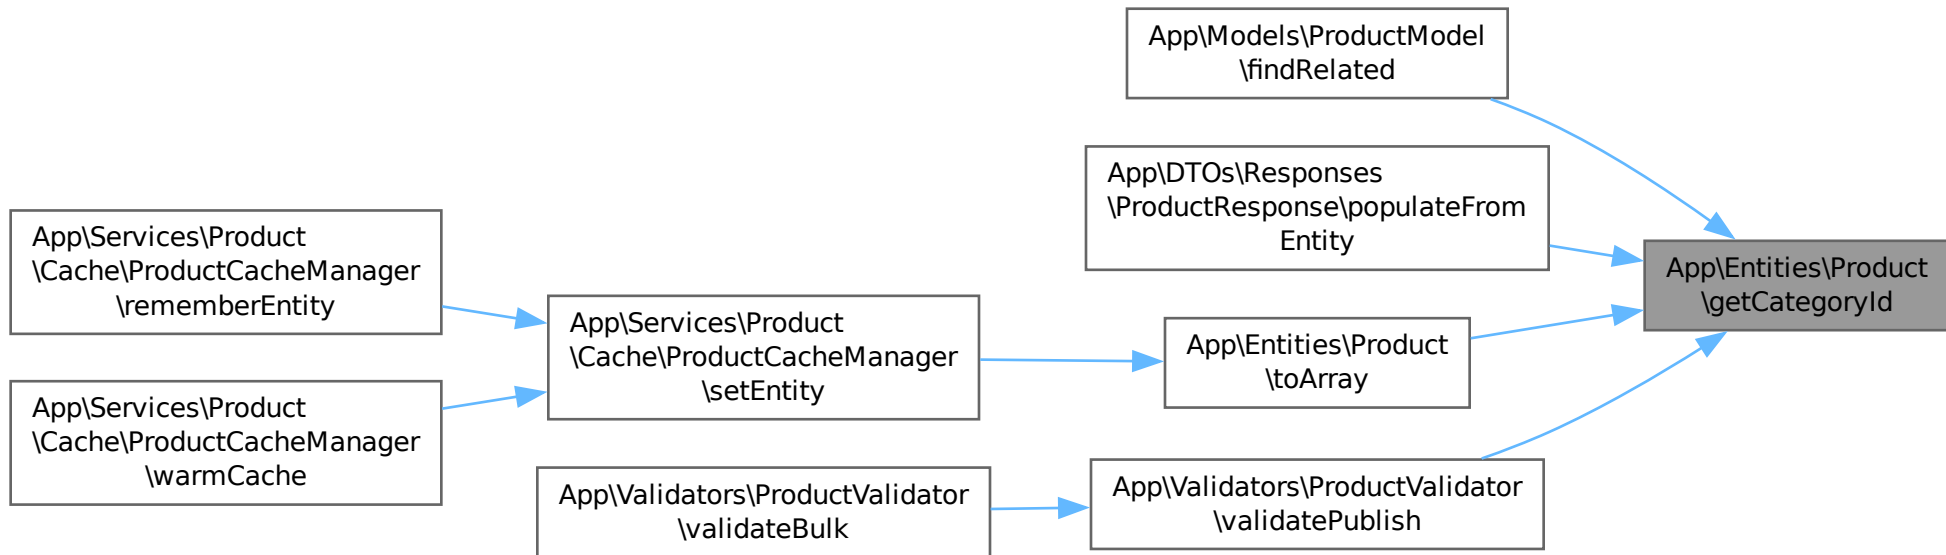 App\Models\ProductModel
\findRelated
App\DTOs\Responses
\ProductResponse\populateFrom
Entity
App\Services\Product
\Cache\ProductCacheManager
\rememberEntity
App\Entities\Product
\getCategoryId
App\Services\Product
\Cache\ProductCacheManager
\setEntity
App\Entities\Product
\toArray
App\Services\Product
\Cache\ProductCacheManager
\warmCache
App\Validators\ProductValidator
\validateBulk
App\Validators\ProductValidator
\validatePublish